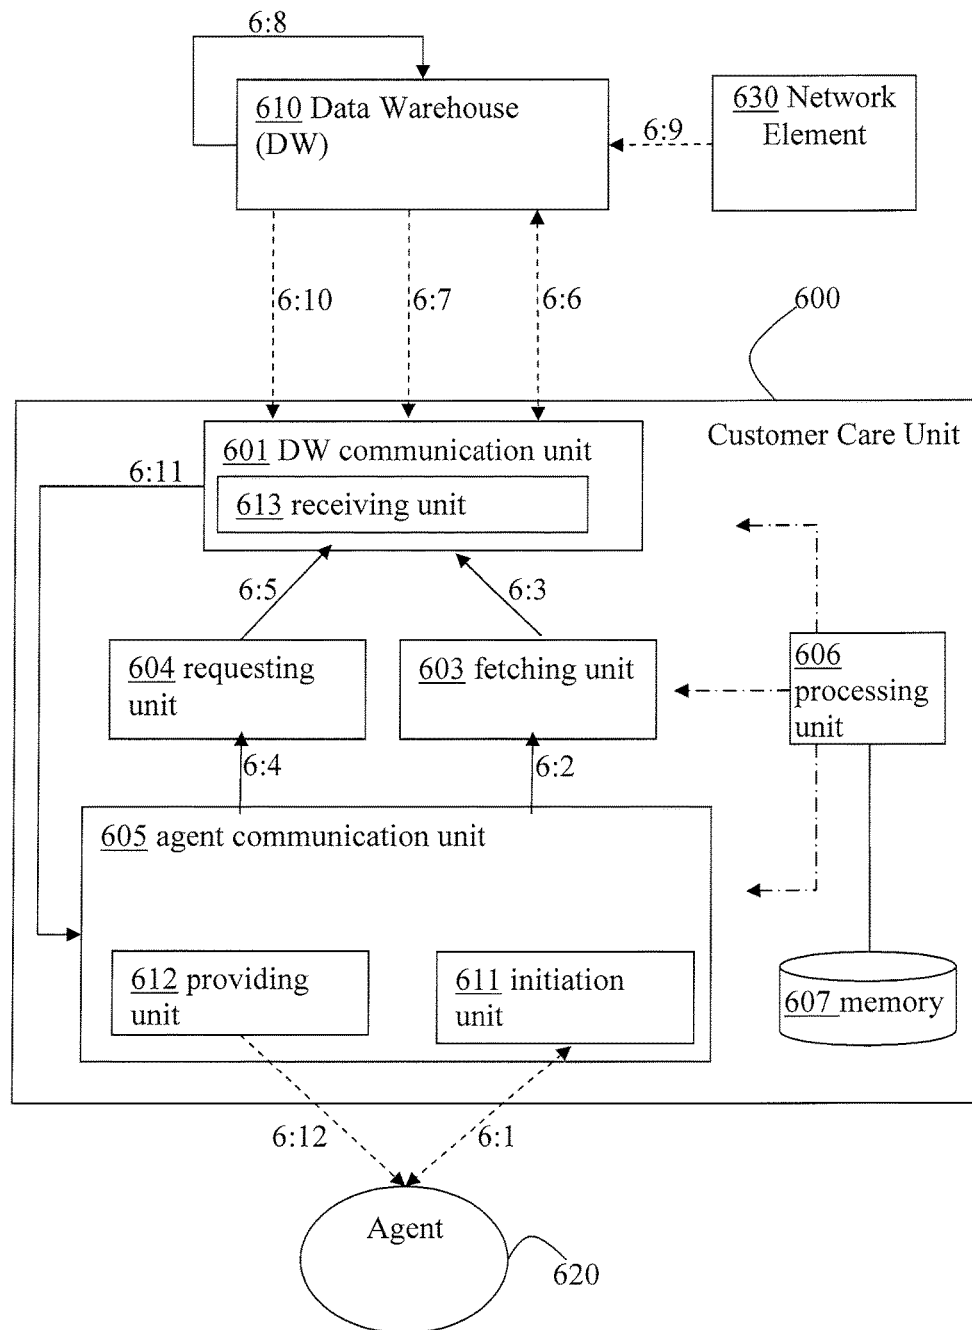 6:8
610 Data Warehouse
(DW)
630 Network
Element
6:9
6:10
6:7
6:6
600
Customer Care Unit
601 DW communication unit
613 receiving unit
6:11
6:5
6:3
604 requesting
unit
603 fetching unit
606
processing
unit
6:4
6:2
605 agent communication unit
612 providing
unit
611 initiation
unit
607 memory
6:12
6:1
Agent
620